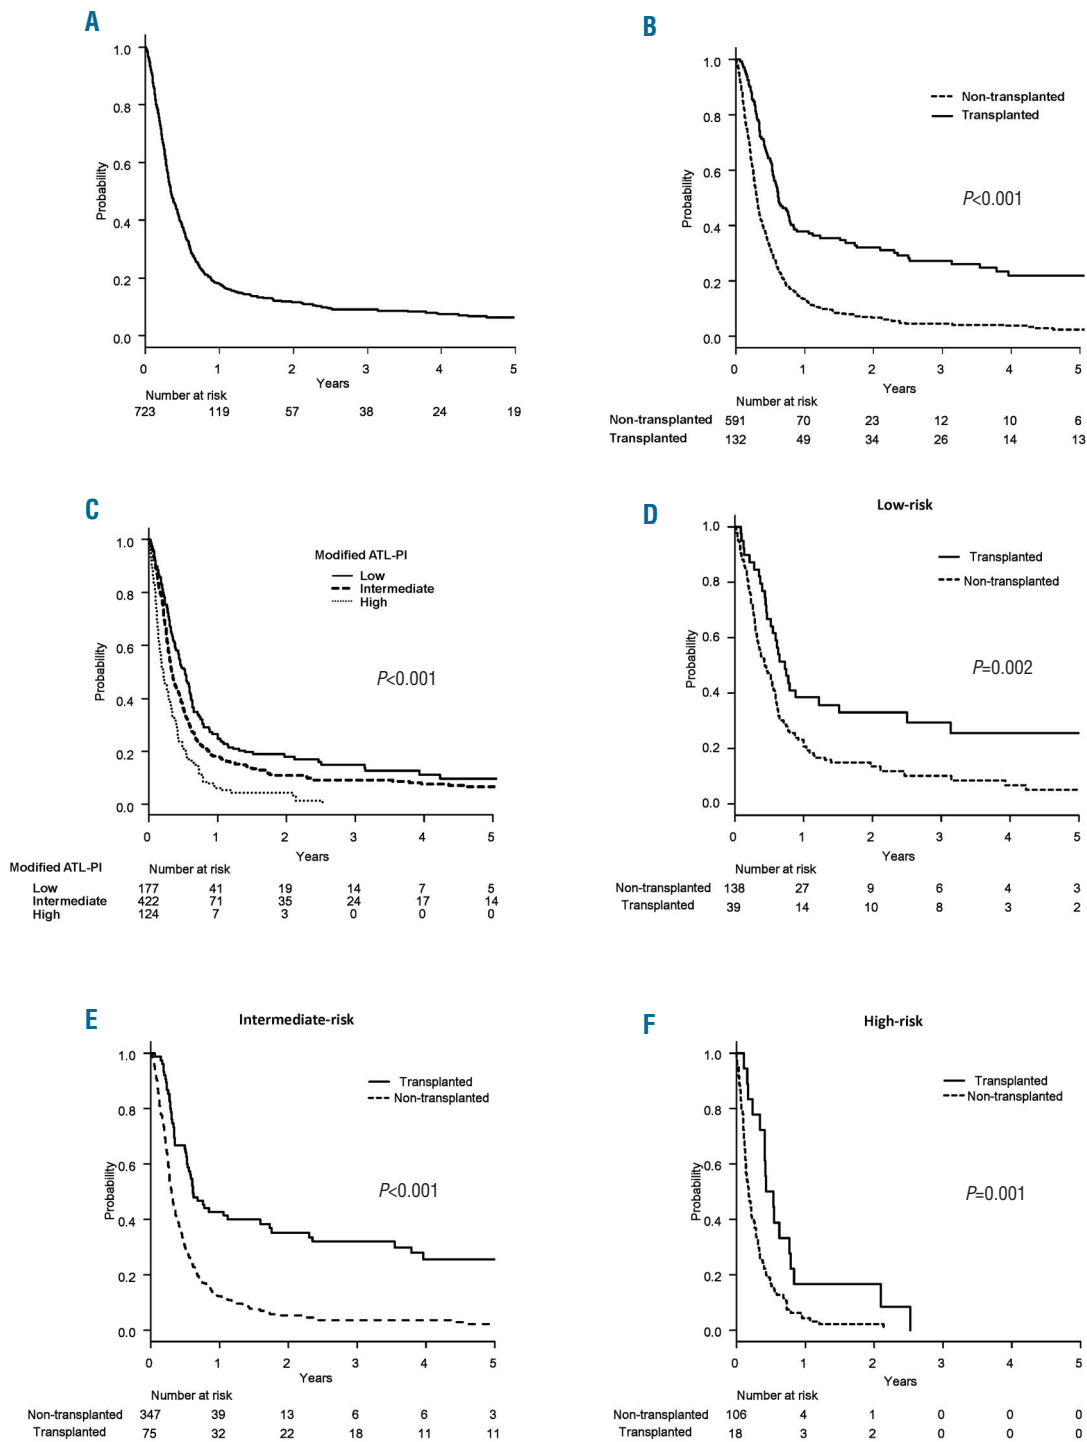 A
1.0
0.8
0.6
0.4
0.2
0.0
Probability
0 1 2 3 4 5
Years
Number at risk
723 119 57 38 24 19
B
1.0
0.8
0.6
0.4
0.2
0.0
Probability
Non-transplanted
Transplanted
P<0.001
0 1 2 3 4 5
Years
Number at risk
Non-transplanted 591 70 23 12 10 6
Transplanted 132 49 34 26 14 13
C
1.0
0.8
0.6
0.4
0.2
0.0
Probability
Modified ATL-PI
Low
Intermediate
High
P<0.001
0 1 2 3 4 5
Years
Modified ATL-PI Number at risk
Low 177 41 19 14 7 5
Intermediate 422 71 35 24 17 14
High 124 7 3 0 0 0
D
Low-risk
1.0
0.8
0.6
0.4
0.2
0.0
Probability
Transplanted
Non-transplanted
P=0.002
0 1 2 3 4 5
Years
Number at risk
Non-transplanted 138 27 9 6 4 3
Transplanted 39 14 10 8 3 2
E
Intermediate-risk
1.0
0.8
0.6
0.4
0.2
0.0
Probability
Transplanted
Non-transplanted
P<0.001
0 1 2 3 4 5
Years
Number at risk
Non-transplanted 347 39 13 6 6 3
Transplanted 75 32 22 18 11 11
F
High-risk
1.0
0.8
0.6
0.4
0.2
0.0
Probability
Transplanted
Non-transplanted
P=0.001
0 1 2 3 4 5
Years
Number at risk
Non-transplanted 106 4 1 0 0 0
Transplanted 18 3 2 0 0 0